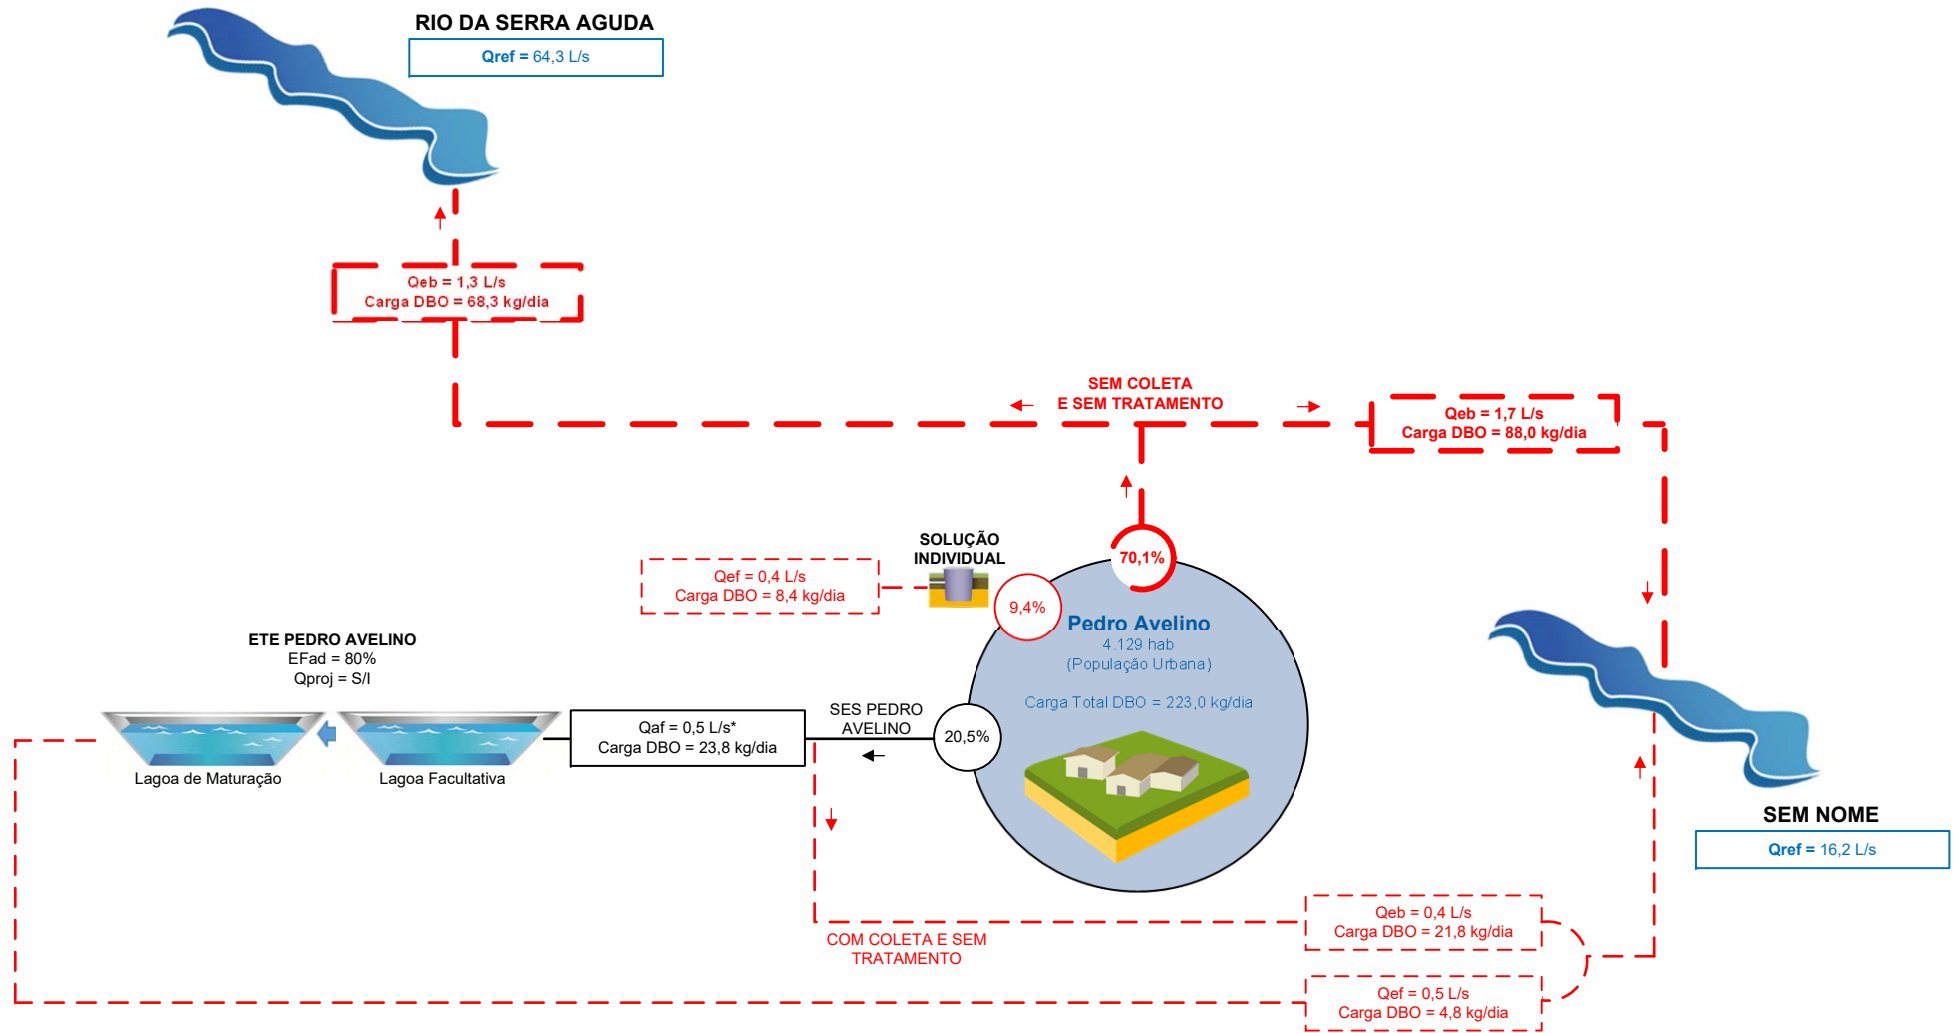 RIO DA SERRA AGUDA
Qref = 64,3 L/s
Qeb = 1,3 L/s
Carga DBO = 68,3 kg/dia
SEM COLETA
E SEM TRATAMENTO
Qeb = 1,7 L/s
Carga DBO = 88,0 kg/dia
70,1%
SOLUÇÃO
INDIVIDUAL
Qef = 0,4 L/s
Carga DBO = 8,4 kg/dia
9,4%
Pedro Avelino
4.129 hab
(População Urbana)
Carga Total DBO = 223,0 kg/dia
ETE PEDRO AVELINO
EFad = 80%
Qproj = S/I
SES PEDRO
AVELINO
20,5%
Qaf = 0,5 L/s*
Carga DBO = 23,8 kg/dia
Lagoa de Maturação
Lagoa Facultativa
SEM NOME
Qref = 16,2 L/s
COM COLETA E SEM
TRATAMENTO
Qeb = 0,4 L/s
Carga DBO = 21,8 kg/dia
Qef = 0,5 L/s
Carga DBO = 4,8 kg/dia